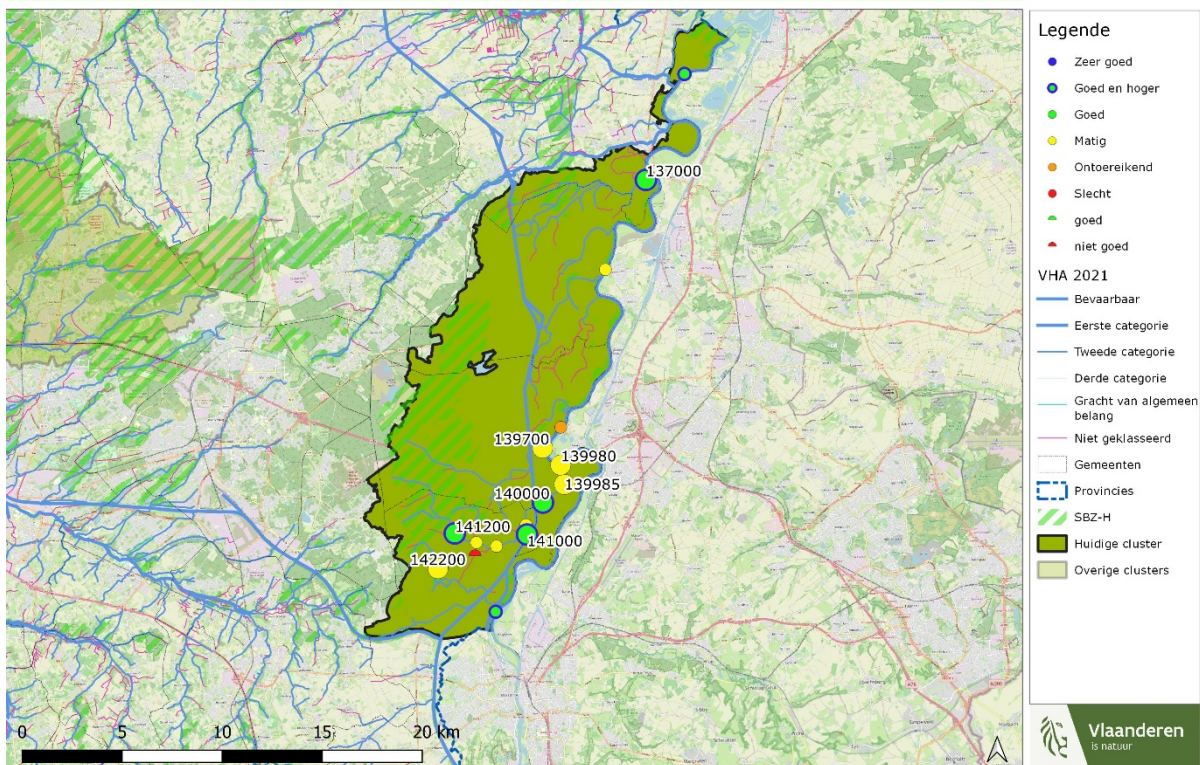 137000
139700
139980
139985
140000
141200
141000
142200
0
5
10
15
20 km
Legende
Zeer goed
Goed en hoger
Goed
Matig
Ontoereikend
Slecht
goed
niet goed
VHA 2021
Bevaarbaar
Eerste categorie
Tweede categorie
Derde categorie
Gracht van algemeen
belang
Niet geklasseerd
Gemeenten
Provincies
SBZ-H
Huidige cluster
Overige clusters
Vlaanderen
is natuur